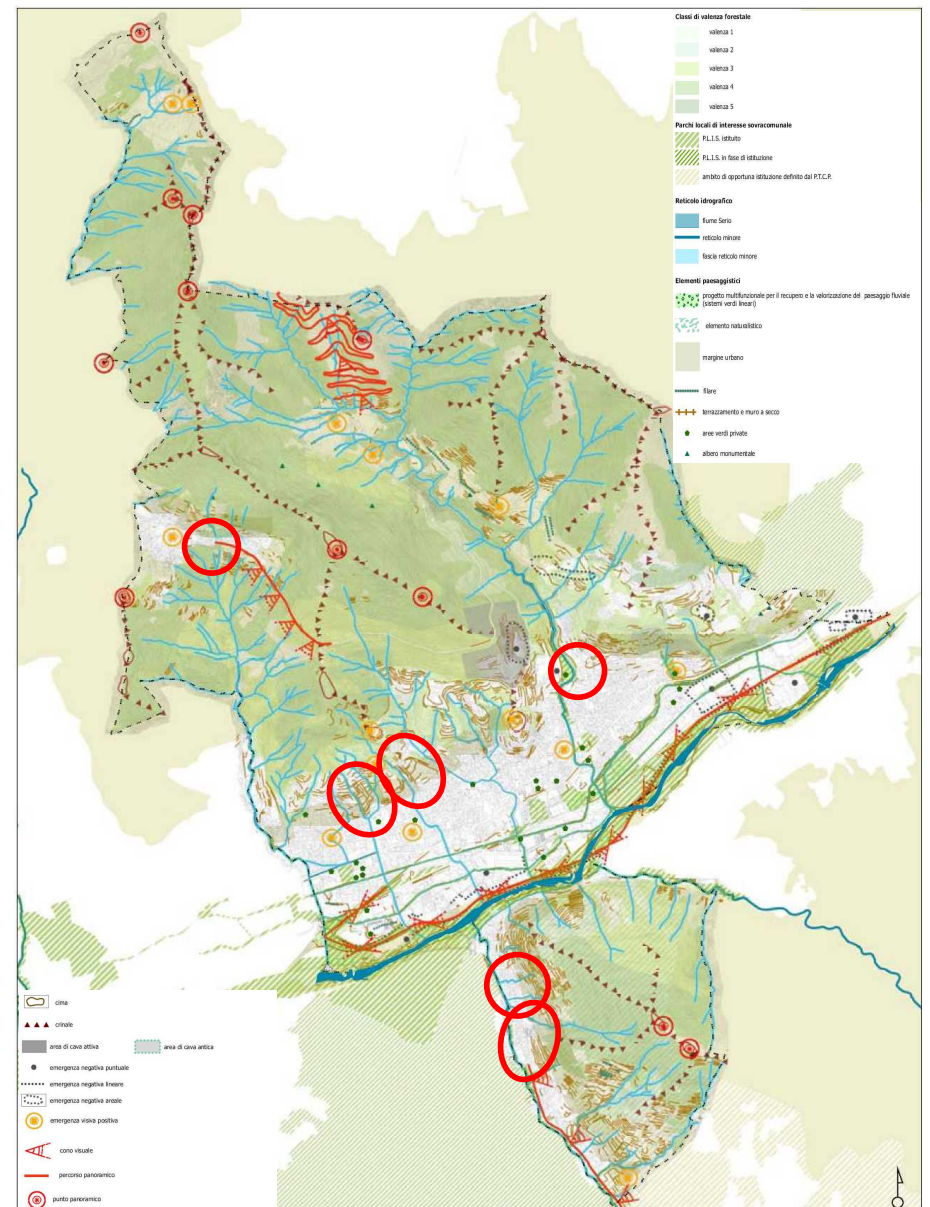 Classi di valenza forestale
valenza 1
valenza 2
valenza 3
valenza 4
valenza 5
Parchi locali di interesse sovracomunale
P.L.I.S. istituito
P.L.I.S. in fase di istituzione
ambito di opportuna istituzione definito dal P.T.C.P.
Reticolo idrografico
fiume Serio
reticolo minore
fascia reticolo minore
Elementi paesaggistici
progetto multifunzionale per il recupero e la valorizzazione del paesaggio fluviale
(sistemi verdi lineari)
elemento naturalistico
margine urbano
filare
terrazzamento e muro a secco
aree verdi private
albero monumentale
cima
crinale
area di cava attiva
area di cava antica
emergenza negativa puntuale
emergenza negativa lineare
emergenza negativa areale
emergenza visiva positiva
cono visuale
percorso panoramico
punto panoramico